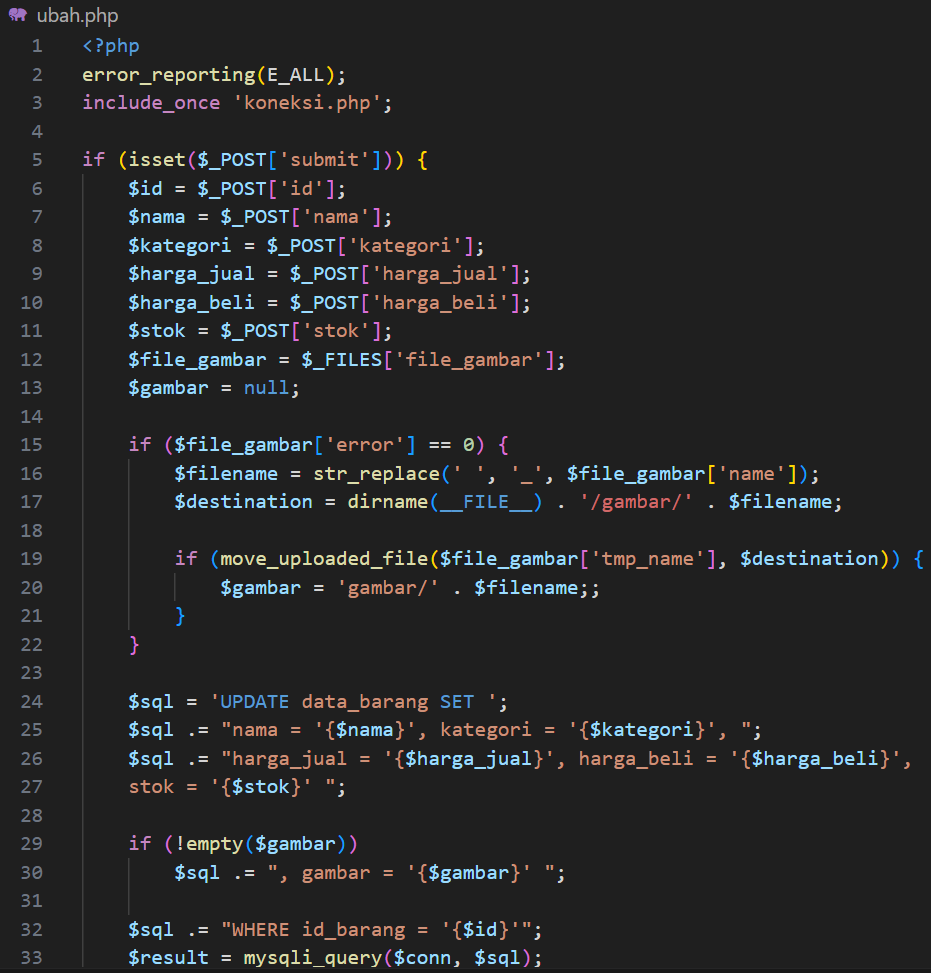 ubah.php
1 <?php
2 error_reporting(E_ALL);
3 include_once 'koneksi.php';
4
5 if (isset($_POST['submit'])) {
6 $id = $_POST['id'];
7 $nama = $_POST['nama'];
8 $kategori = $_POST['kategori'];
9 $harga_jual = $_POST['harga_jual'];
10 $harga_beli = $_POST['harga_beli'];
11 $stok = $_POST['stok'];
12 $file_gambar = $_FILES['file_gambar'];
13 $gambar = null;
14
15 if ($file_gambar['error'] == 0) {
16 $filename = str_replace(' ', '_', $file_gambar['name']);
17 $destination = dirname(__FILE__) . '/gambar/' . $filename;
18
19 if (move_uploaded_file($file_gambar['tmp_name'], $destination)) {
20 $gambar = 'gambar/' . $filename;;
21 }
22 }
23
24 $sql = 'UPDATE data_barang SET ';
25 $sql .= "nama = '{$nama}', kategori = '{$kategori}', ";
26 $sql .= "harga_jual = '{$harga_jual}', harga_beli = '{$harga_beli}',
27 stok = '{$stok}' ";
28
29 if (!empty($gambar))
30 $sql .= ", gambar = '{$gambar}' ";
31
32 $sql .= "WHERE id_barang = '{$id}'";
33 $result = mysqli_query($conn, $sql);